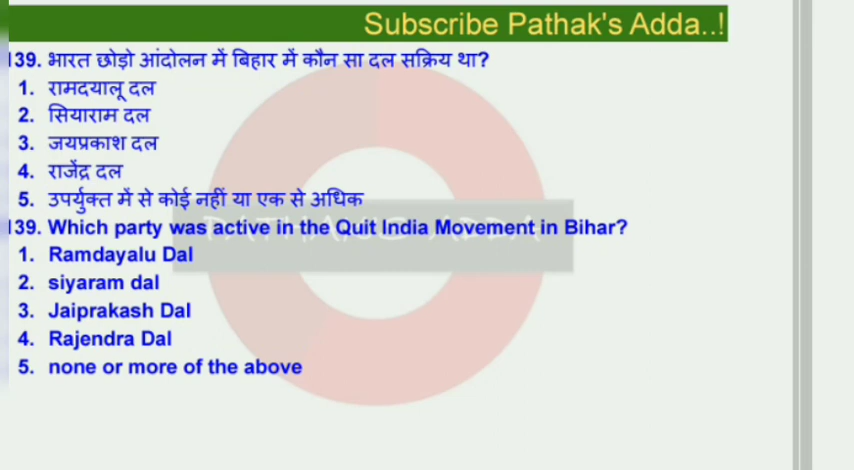 Subscribe Pathak's Adda..!
139. भारत छोड़ो आंदोलन में बिहार में कौन सा दल सक्रिय था?
1. रामदयालू दल
2. सियाराम दल
3. जयप्रकाश दल
4. राजेंद्र दल
5. उपर्युक्त में से कोई नहीं या एक से अधिक
139. Which party was active in the Quit India Movement in Bihar?
PATHAK'S ADDA
1. Ramdayalu Dal
2. siyaram dal
3. Jaiprakash Dal
4. Rajendra Dal
5. none or more of the above